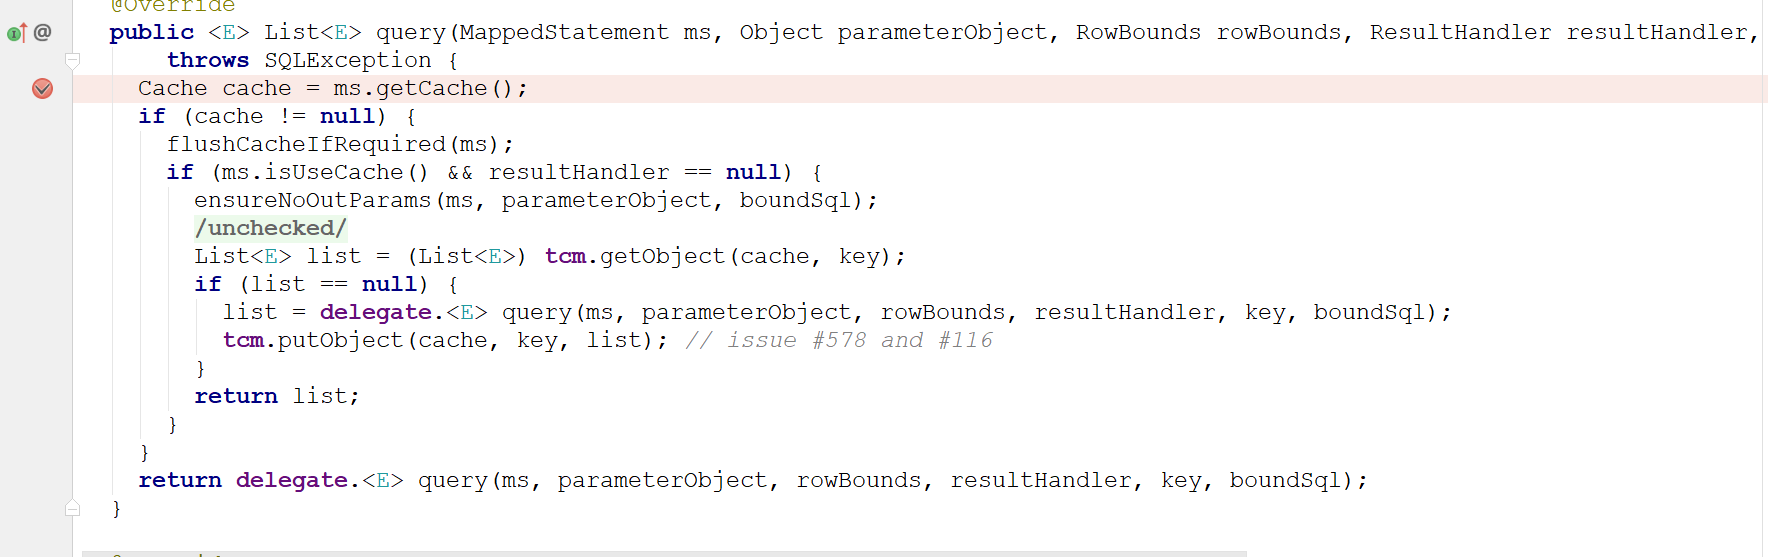 @Override
public <E> List<E> query(MappedStatement ms, Object parameterObject, RowBounds rowBounds, ResultHandler resultHandler,
throws SQLException {
Cache cache = ms.getCache();
if (cache != null) {
flushCacheIfRequired(ms);
if (ms.isUseCache() && resultHandler == null) {
ensureNoOutParams(ms, parameterObject, boundSql);
/unchecked/
List<E> list = (List<E>) tcm.getObject(cache, key);
if (list == null) {
list = delegate.<E> query(ms, parameterObject, rowBounds, resultHandler, key, boundSql);
tcm.putObject(cache, key, list); // issue #578 and #116
}
return list;
}
}
return delegate.<E> query(ms, parameterObject, rowBounds, resultHandler, key, boundSql);
}